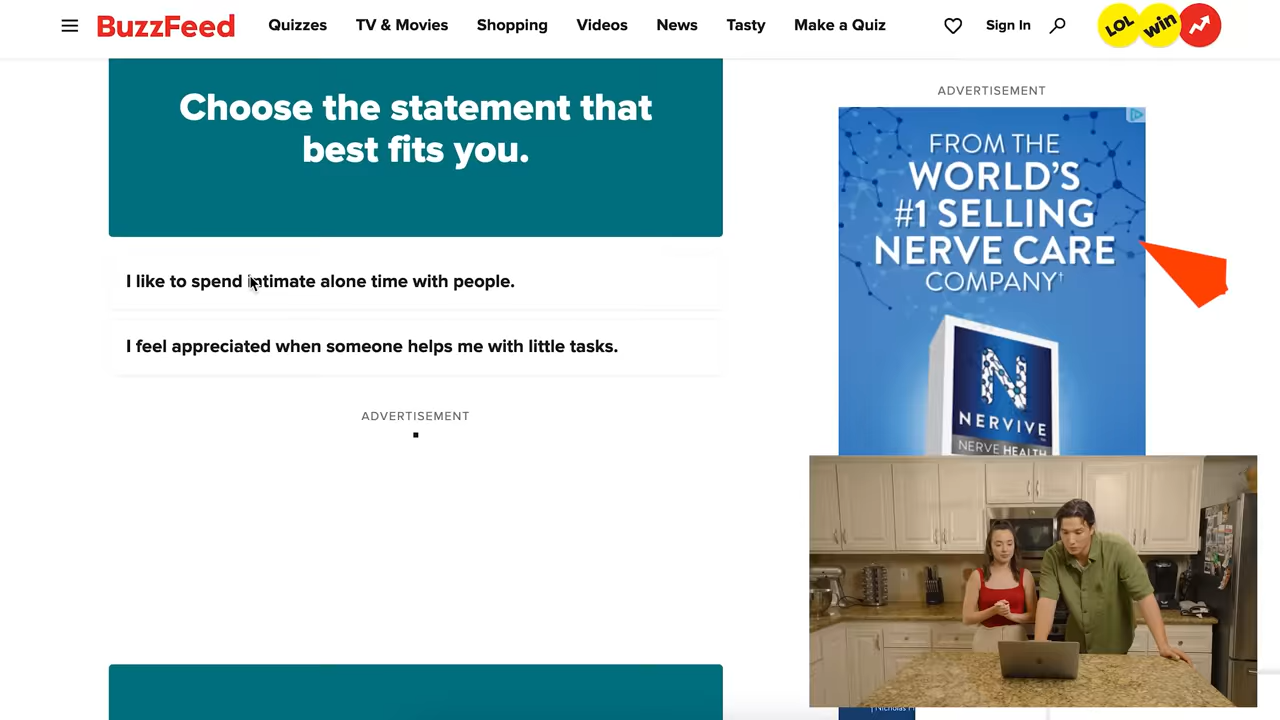 BuzzFeed
Quizzes
TV & Movies
Shopping
Videos
News
Tasty
Make a Quiz
Sign In
LOL
win
Choose the statement that
best fits you.
I like to spend intimate alone time with people.
I feel appreciated when someone helps me with little tasks.
ADVERTISEMENT
ADVERTISEMENT
FROM THE
WORLD'S
#1 SELLING
NERVE CARE
COMPANY†
N
NERVIVE
NERVE HEALTH